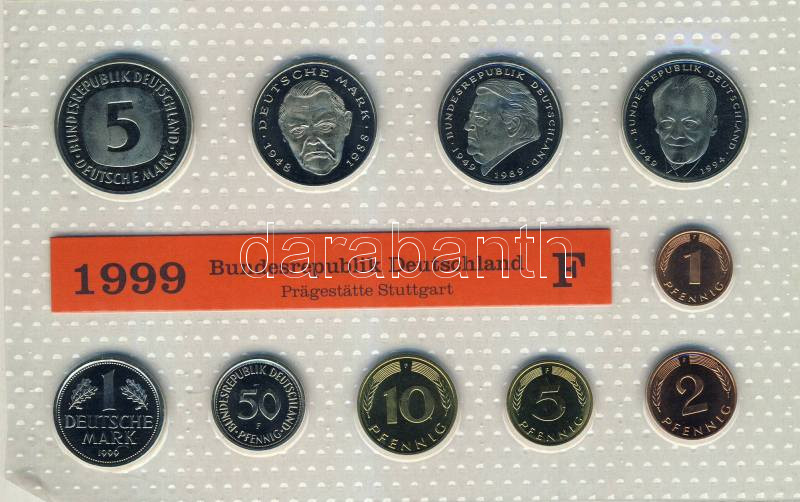 BUNDESREPUBLIK DEUTSCHLAND
5
DEUTSCHE MARK
DEUTSCHE MARK
1948 1988
BUNDESREPUBLIK DEUTSCHLAND
1949 1989
BUNDESREPUBLIK DEUTSCHLAND
1949 1994
darabanth
1999 Bundesrepublik Deutschland F
Prägestätte Stuttgart
F
1
PFENNIG
1
DEUTSCHE
MARK
1999
BUNDESREPUBLIK DEUTSCHLAND
50
F
PFENNIG
F
10
PFENNIG
F
5
PFENNIG
F
2
PFENNIG